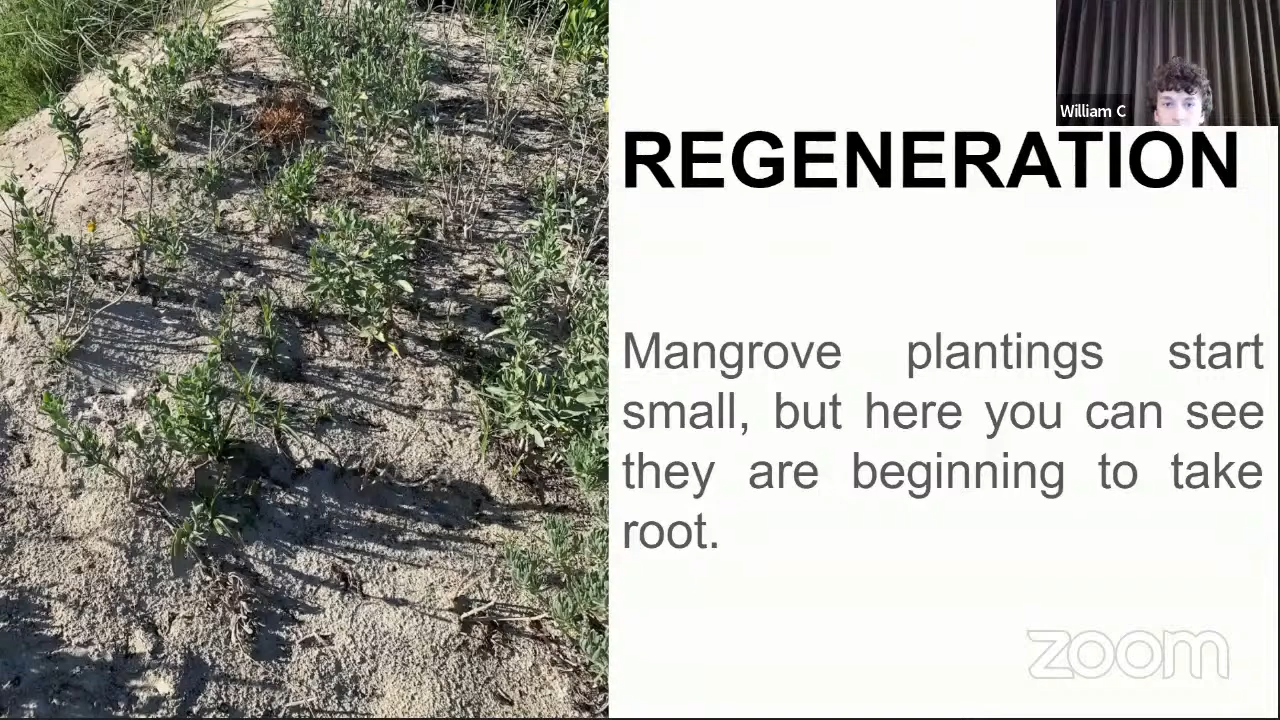 William C
REGENERATION
Mangrove plantings start
small, but here you can see
they are beginning to take
root.
zoom